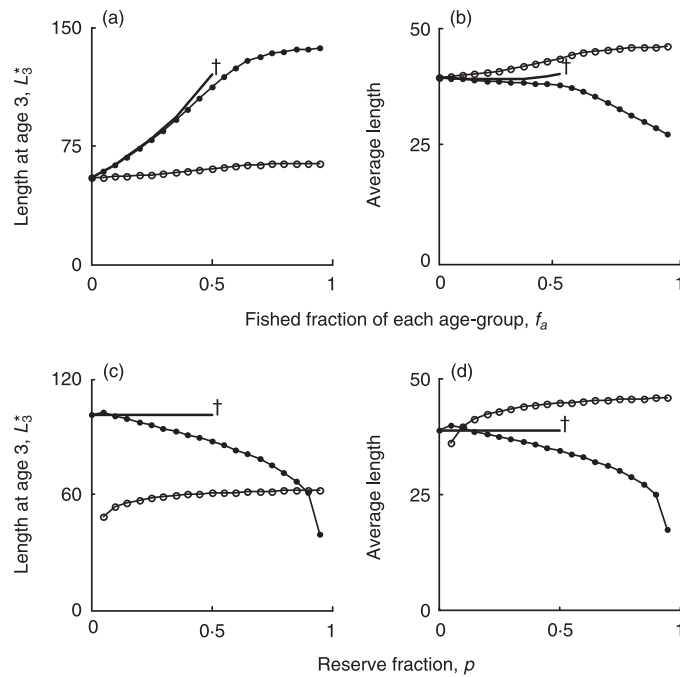 (a)
(b)
150
75
0
Length at age 3, L*3
†
0
0·5
1
50
25
0
Average length
†
0
0·5
1
Fished fraction of each age-group, fa
(c)
(d)
120
60
0
Length at age 3, L*3
†
0
0·5
1
50
25
0
Average length
†
0
0·5
1
Reserve fraction, p